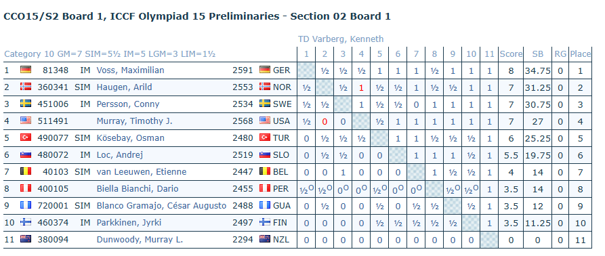 CCO15/S2 Board 1, ICCF Olympiad 15 Preliminaries - Section 02 Board 1
TD Varberg, Kenneth
Category 10 GM=7 SIM=5½ IM=5 LGM=3 LIM=1½ 1 2 3 4 5 6 7 8 9 10 11 Score SB RG Place
1 81348 IM Voss, Maximilian 2591 GER ½ ½ ½ 1 1 1 ½ 1 1 1 8 34.75 0 1
2 360341 SIM Haugen, Arild 2553 NOR ½ ½ 1 ½ ½ 1 ½ ½ 1 1 7 31.25 0 2
3 451006 IM Persson, Conny 2534 SWE ½ ½ 1 ½ ½ 0 1 1 1 1 7 30.75 0 3
4 511491 Murray, Timothy J. 2568 USA ½ 0 0 ½ 1 1 1 1 1 1 7 27 0 4
5 490077 SIM Kösebay, Osman 2480 TUR 0 ½ ½ ½ 1 1 ½ ½ ½ 1 6 25.25 0 5
6 480072 IM Loc, Andrej 2519 SLO 0 ½ ½ 0 0 1 1 1 ½ 1 5.5 19.75 0 6
7 40103 SIM van Leeuwen, Etienne 2447 BEL 0 0 1 0 0 0 1 ½ ½ 1 4 14 0 7
8 400105 Biella Bianchi, Dario 2455 PER ½O ½O 0O 0O ½O 0O 0O ½O ½O 1 3.5 14 0 8
9 720001 SIM Blanco Gramajo, César Augusto 2488 GUA 0 ½ 0 0 ½ 0 ½ ½ ½ 1 3.5 12 0 9
10 460374 IM Parkkinen, Jyrki 2497 FIN 0 0 0 0 ½ ½ ½ ½ ½ 1 3.5 11.25 0 10
11 380094 Dunwoody, Murray L. 2294 NZL 0 0 0 0 0 0 0 0 0 0 0 0 0 11